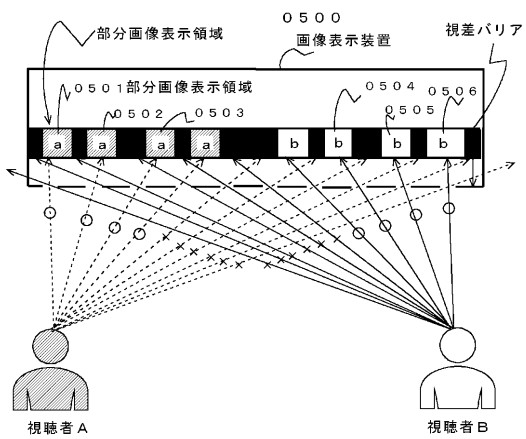 ０５００
部分画像表示領域
画像表示装置
視差バリア
０５０１部分画像表示領域
０５０２
０５０３
０５０４
０５０５
０５０６
a a a a b b b b
視聴者A
視聴者B